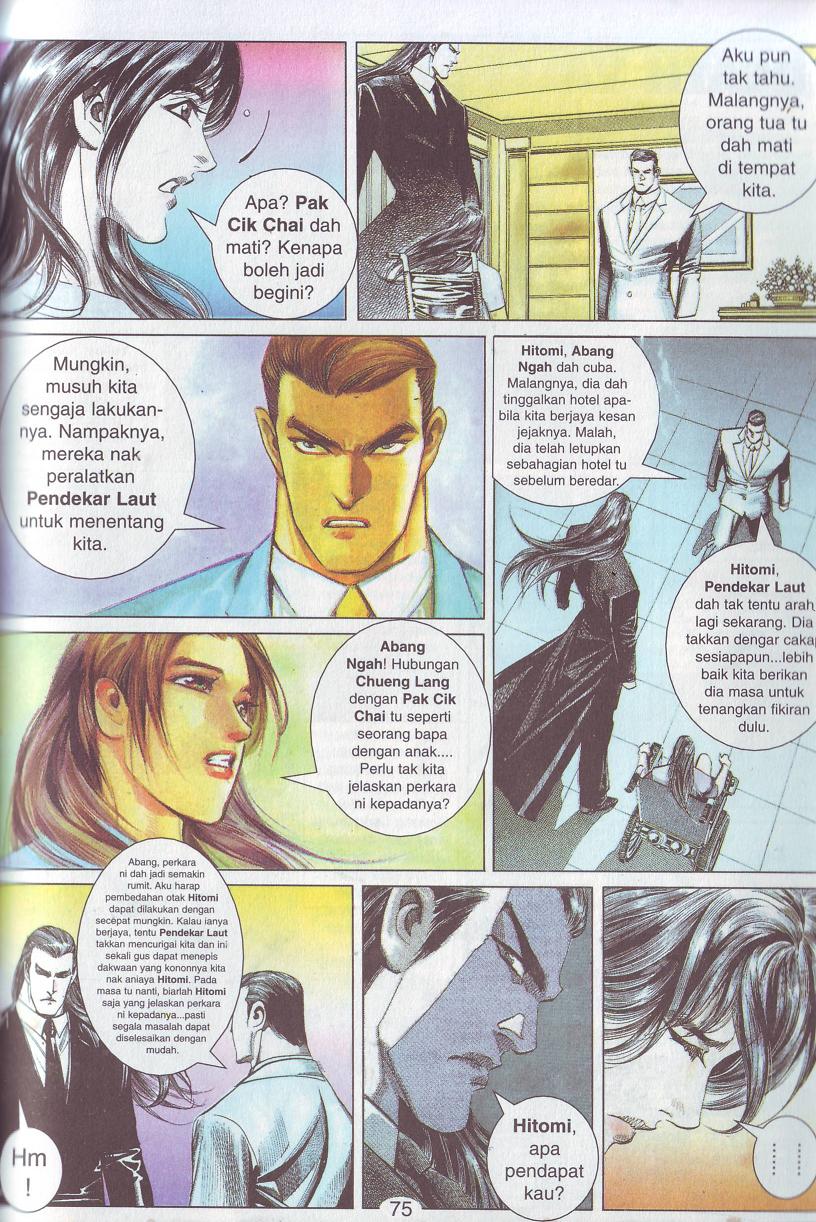 Apa? Pak
Cik Chai dah
mati? Kenapa
boleh jadi
begini?
Aku pun
tak tahu.
Malangnya,
orang tua tu
dah mati
di tempat
kita.
Mungkin,
musuh kita
sengaja lakukan-
nya. Nampaknya,
mereka nak
peralatkan
Pendekar Laut
untuk menentang
kita.
Hitomi, Abang
Ngah dah cuba.
Malangnya, dia dah
tinggalkan hotel apa-
bila kita berjaya kesan
jejaknya. Malah,
dia telah letupkan
sebahagian hotel tu
sebelum beredar.
Hitomi,
Pendekar Laut
dah tak tentu arah
lagi sekarang. Dia
takkan dengar cakap
sesiapapun...lebih
baik kita berikan
dia masa untuk
tenangkan fikiran
dulu.
Abang
Ngah! Hubungan
Chueng Lang
dengan Pak Cik
Chai tu seperti
seorang bapa
dengan anak....
Perlu tak kita
jelaskan perkara
ni kepadanya?
Abang, perkara
ni dah jadi semakin
rumit. Aku harap
pembedahan otak Hitomi
dapat dilakukan dengan
secepat mungkin. Kalau ianya
berjaya, tentu Pendekar Laut
takkan mencurigai kita dan ini
sekali gus dapat menepis
dakwaan yang kononnya kita
nak aniaya Hitomi. Pada
masa tu nanti, biarlah Hitomi
saja yang jelaskan perkara
ni kepadanya...pasti
segala masalah dapat
diselesaikan dengan
mudah.
Hm
!
Hitomi,
apa
pendapat
kau?
75